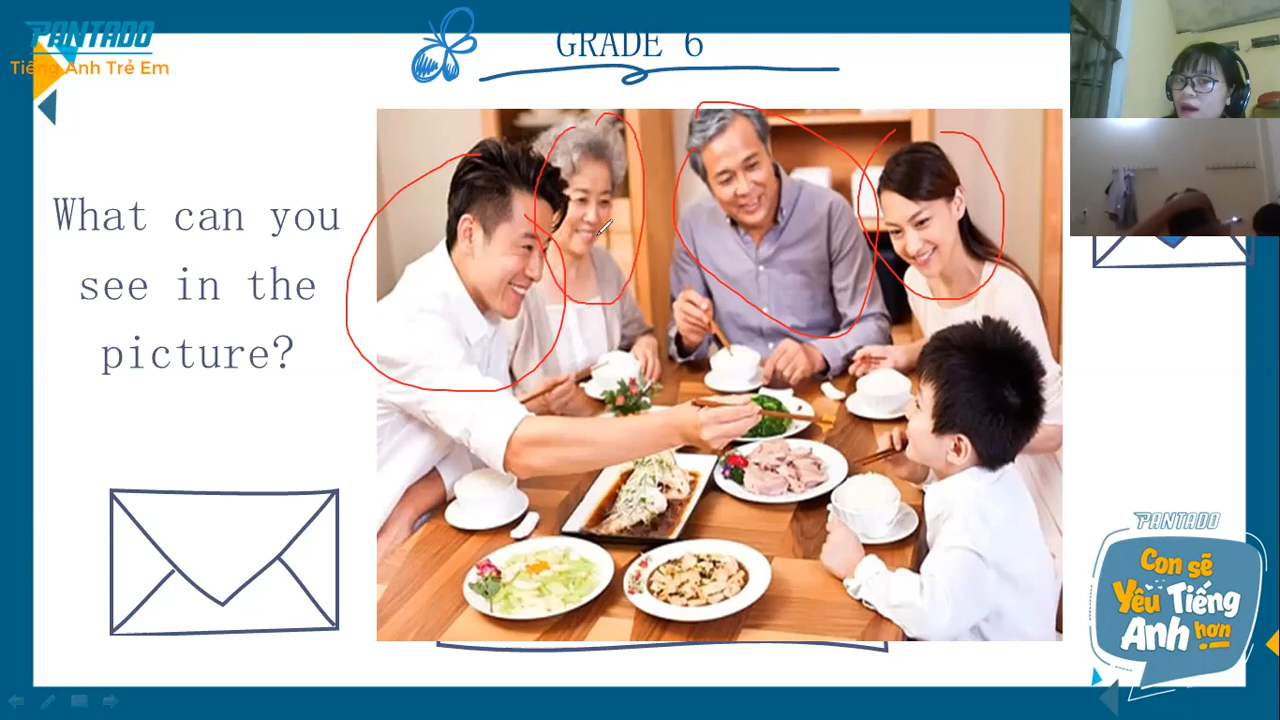 PANTADO
Tiếng Anh Trẻ Em
GRADE 6
What can you
see in the
picture?
PANTADO
Con sẽ
Yêu Tiếng
Anh hơn